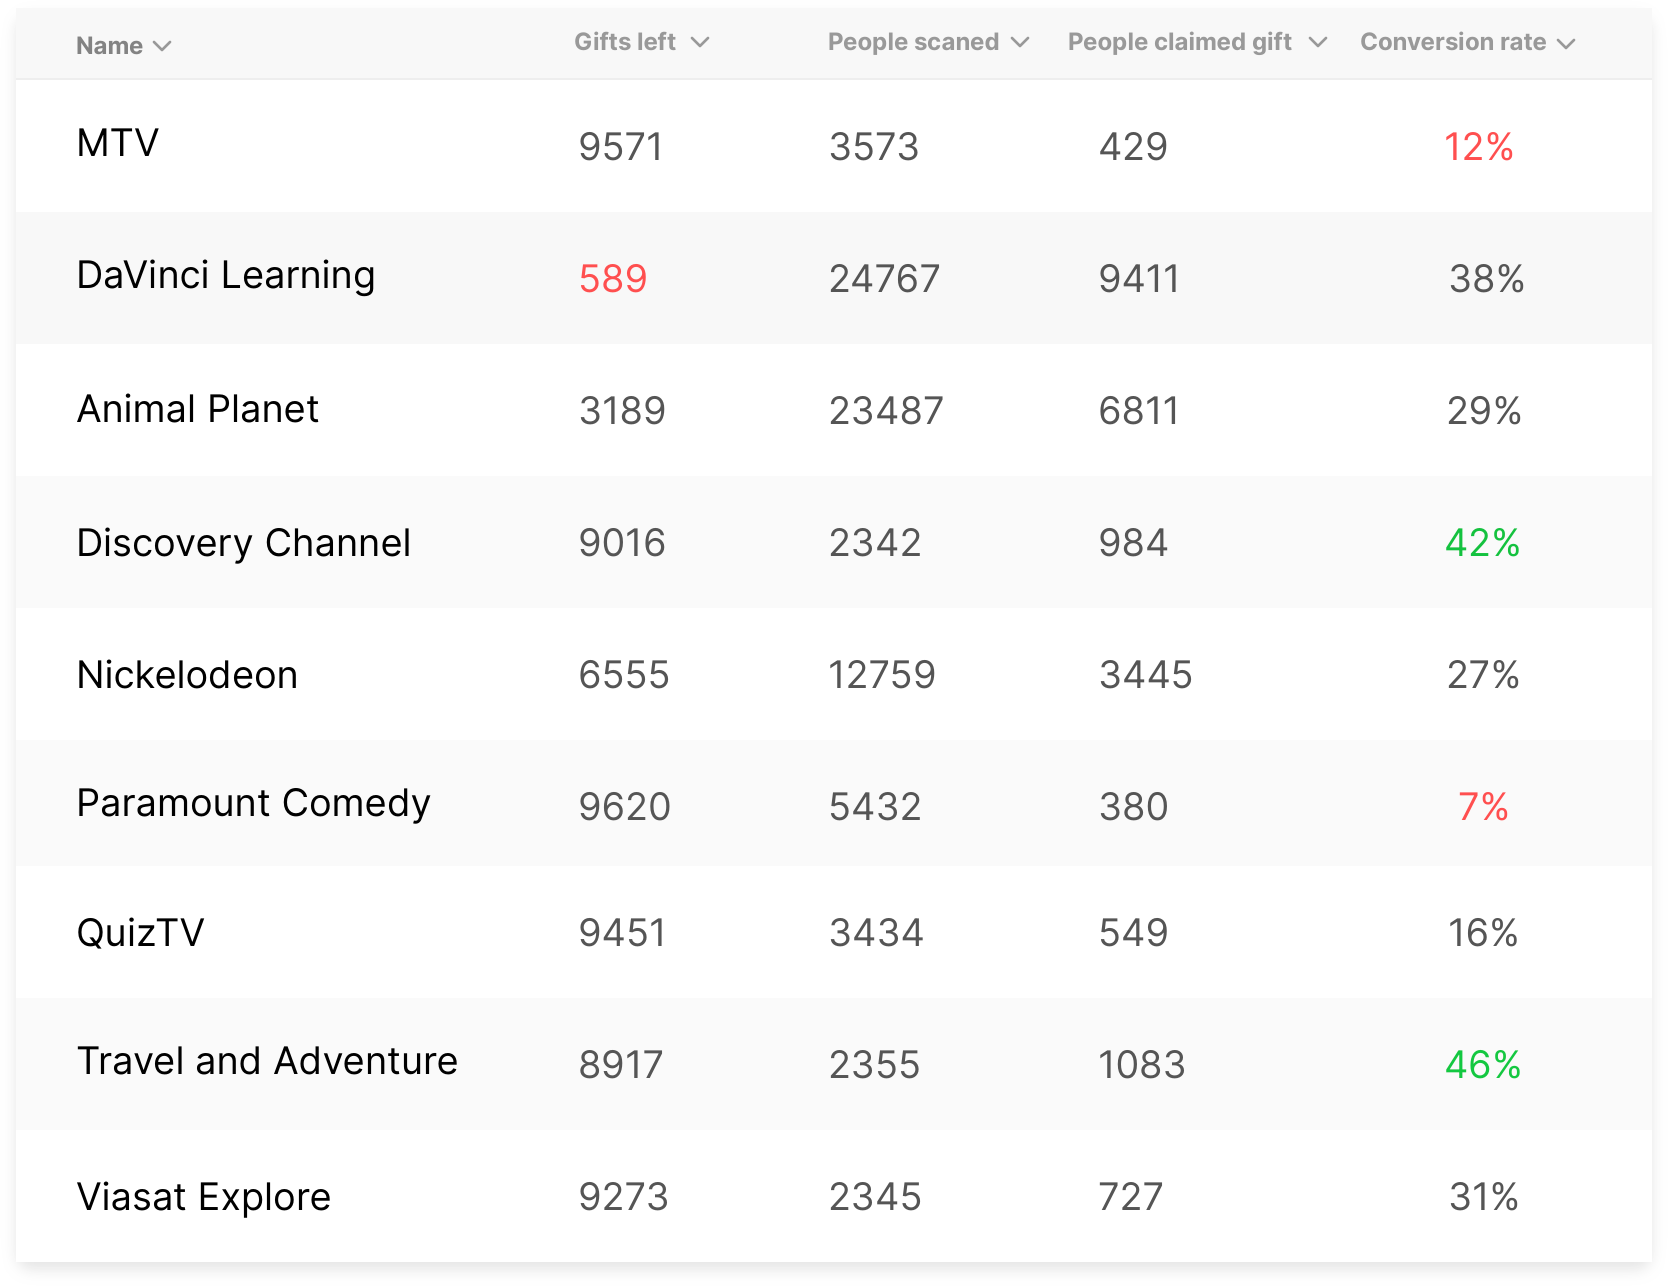 Name Gifts left People scaned People claimed gift Conversion rate
MTV 9571 3573 429 12%
DaVinci Learning 589 24767 9411 38%
Animal Planet 3189 23487 6811 29%
Discovery Channel 9016 2342 984 42%
Nickelodeon 6555 12759 3445 27%
Paramount Comedy 9620 5432 380 7%
QuizTV 9451 3434 549 16%
Travel and Adventure 8917 2355 1083 46%
Viasat Explore 9273 2345 727 31%